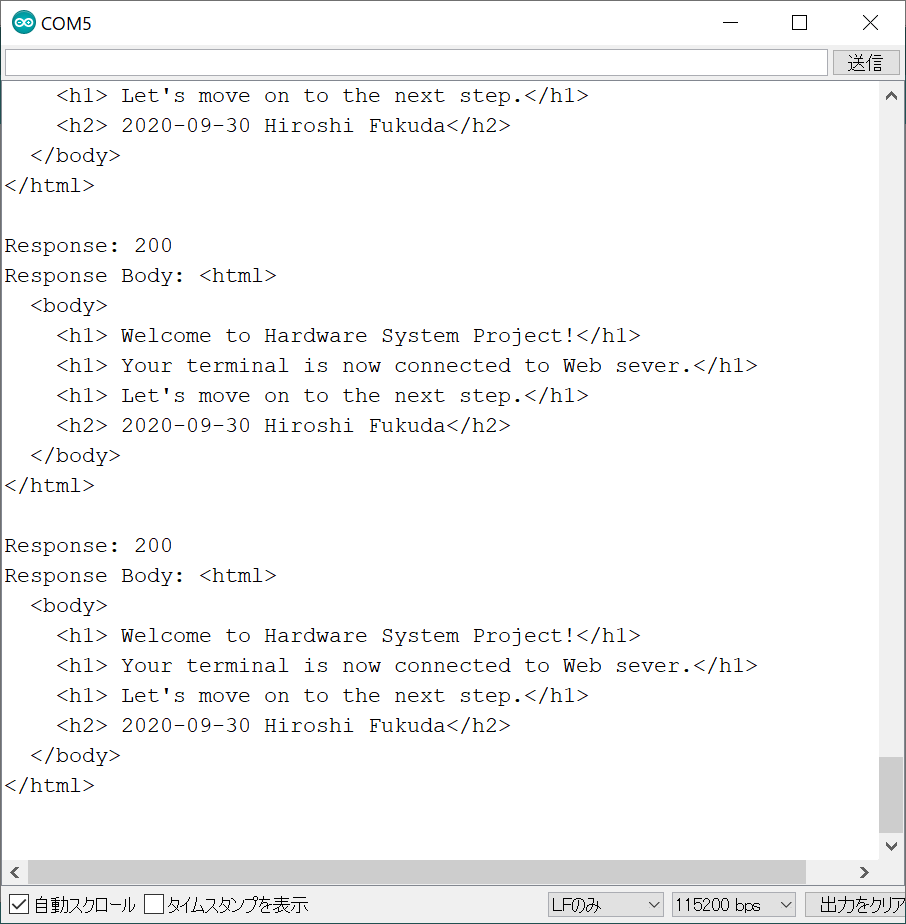 COM5
送信
<h1> Let's move on to the next step.</h1>
<h2> 2020-09-30 Hiroshi Fukuda</h2>
</body>
</html>
Response: 200
Response Body: <html>
<body>
<h1> Welcome to Hardware System Project!</h1>
<h1> Your terminal is now connected to Web sever.</h1>
<h1> Let's move on to the next step.</h1>
<h2> 2020-09-30 Hiroshi Fukuda</h2>
</body>
</html>
Response: 200
Response Body: <html>
<body>
<h1> Welcome to Hardware System Project!</h1>
<h1> Your terminal is now connected to Web sever.</h1>
<h1> Let's move on to the next step.</h1>
<h2> 2020-09-30 Hiroshi Fukuda</h2>
</body>
</html>
自動スクロール タイムスタンプを表示 LFのみ 115200 bps 出力をクリア